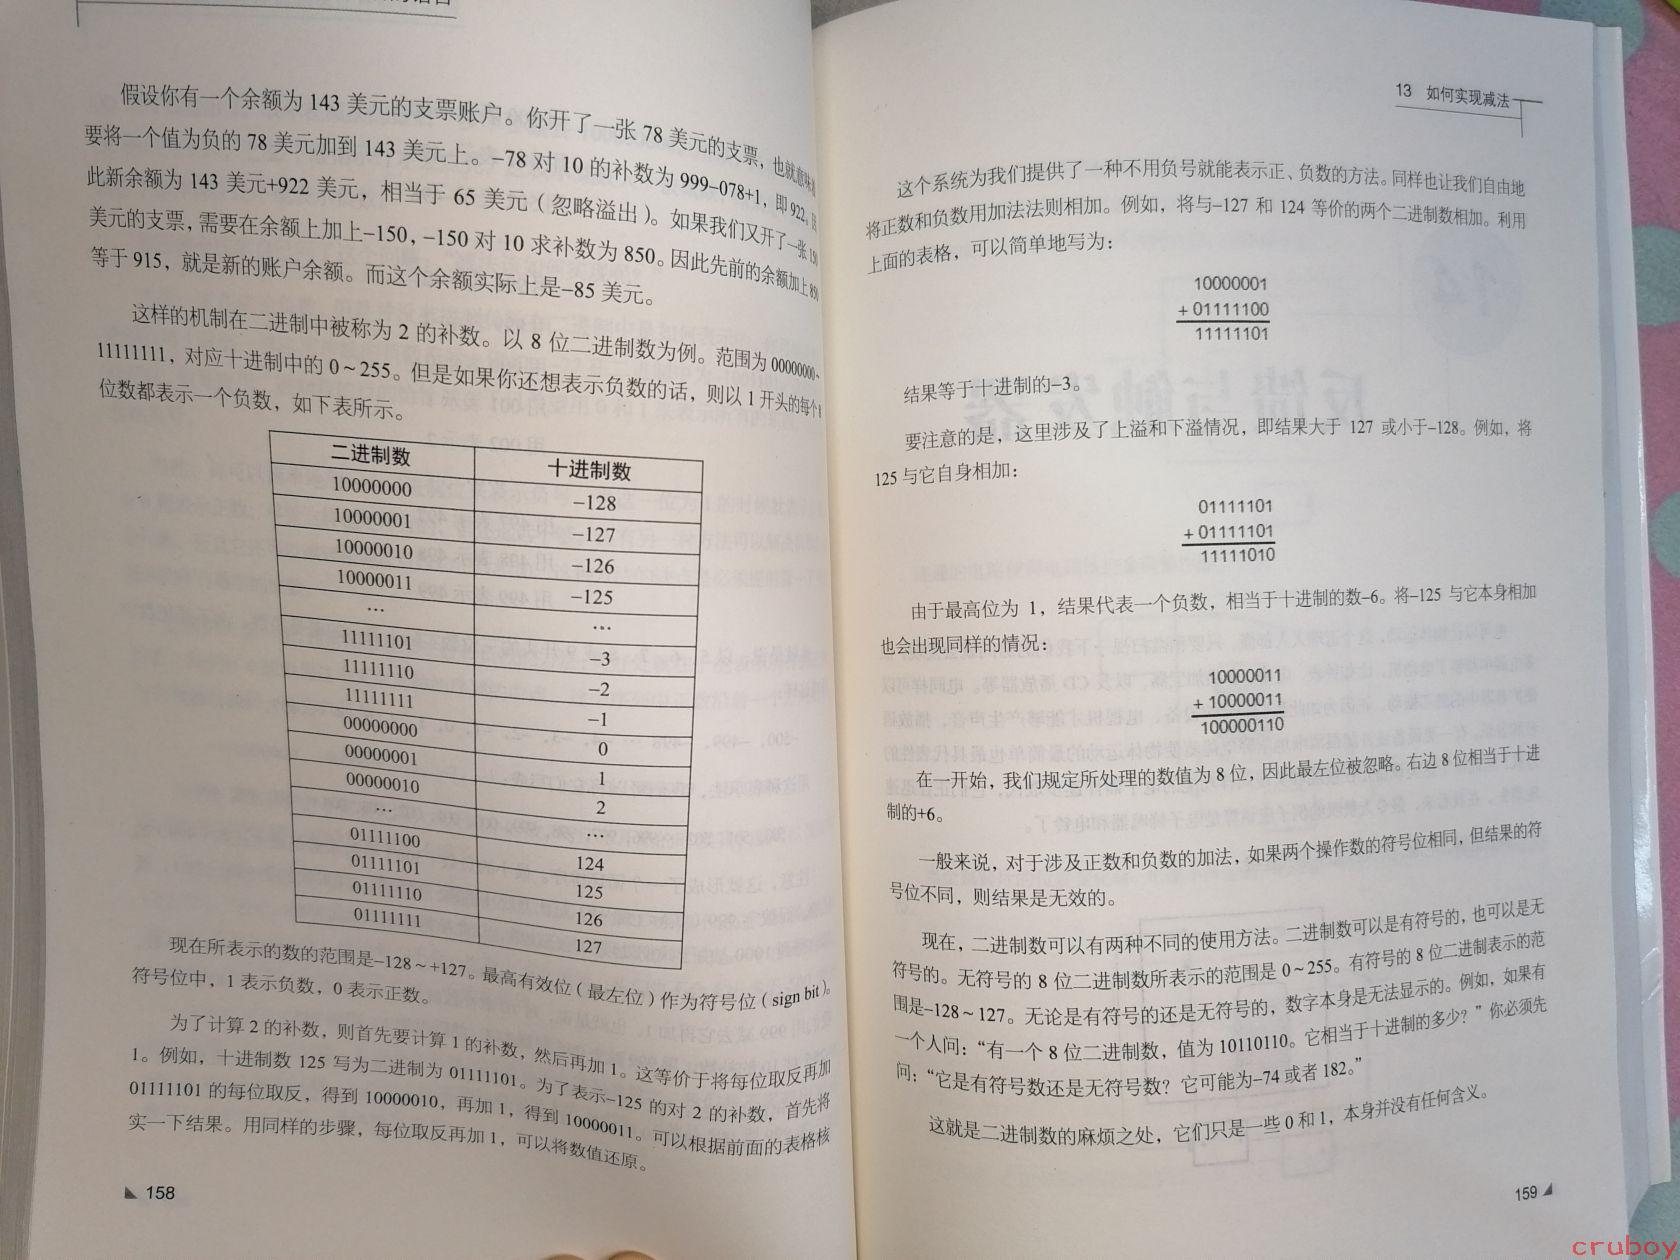 假设你有一个余额为 143 美元的支票账户。你开了一张 78 美元的支票，也就意味着
要将一个值为负的 78 美元加到 143 美元上。–78 对 10 的补数为 999–078+1，即 922。因
此新余额为 143 美元+922 美元，相当于 65 美元（忽略溢出）。如果我们又开了一张 150
美元的支票，需要在余额上加上–150，–150 对 10 求补数为 850。因此先前的余额加上 850
等于 915，就是新的账户余额。而这个余额实际上是–85 美元。
这样的机制在二进制中被称为 2 的补数。以 8 位二进制数为例。范围为 00000000~
11111111，对应十进制中的 0～255。但是如果你还想表示负数的话，则以 1 开头的每个 8
位数都表示一个负数，如下表所示。
二进制数 十进制数
10000000 –128
10000001 –127
10000010 –126
10000011 –125
… …
11111101 –3
11111110 –2
11111111 –1
00000000 0
00000001 1
00000010 2
… …
01111100 124
01111101 125
01111110 126
01111111 127
现在所表示的数的范围是–128～+127。最高有效位（最左位）作为符号位（sign bit）。
符号位中，1 表示负数，0 表示正数。
为了计算 2 的补数，则首先要计算 1 的补数，然后再加 1。这等价于将每位取反再加
1。例如，十进制数 125 写为二进制为 01111101。为了表示–125 的对 2 的补数，首先将
01111101 的每位取反，得到 10000010，再加 1，得到 10000011。可以根据前面的表格核
实一下结果。用同样的步骤，每位取反再加 1，可以将数值还原。
158
13 如何实现减法
这个系统为我们提供了一种不用负号就能表示正、负数的方法。同样也让我们自由地
将正数和负数用加法法则相加。例如，将与–127 和 124 等价的两个二进制数相加。利用
上面的表格，可以简单地写为：
10000001
+ 01111100
11111101
结果等于十进制的–3。
要注意的是，这里涉及了上溢和下溢情况，即结果大于 127 或小于–128。例如，将
125 与它自身相加：
01111101
+ 01111101
11111010
由于最高位为 1，结果代表一个负数，相当于十进制的数–6。将–125 与它本身相加
也会出现同样的情况：
10000011
+ 10000011
100000110
在一开始，我们规定所处理的数值为 8 位，因此最左位被忽略。右边 8 位相当于十进
制的+6。
一般来说，对于涉及正数和负数的加法，如果两个操作数的符号位相同，但结果的符
号位不同，则结果是无效的。
现在，二进制数可以有两种不同的使用方法。二进制数可以是有符号的，也可以是无
符号的。无符号的 8 位二进制数所表示的范围是 0～255。有符号的 8 位二进制表示的范
围是–128～127。无论是有符号的还是无符号的，数字本身是无法显示的。例如，如果有
一个人问：“有一个 8 位二进制数，值为 10110110。它相当于十进制的多少？”你必须先
问：“它是有符号数还是无符号数？它可能为–74 或者 182。”
这就是二进制数的麻烦之处，它们只是一些 0 和 1，本身并没有任何含义。
159
cruboy